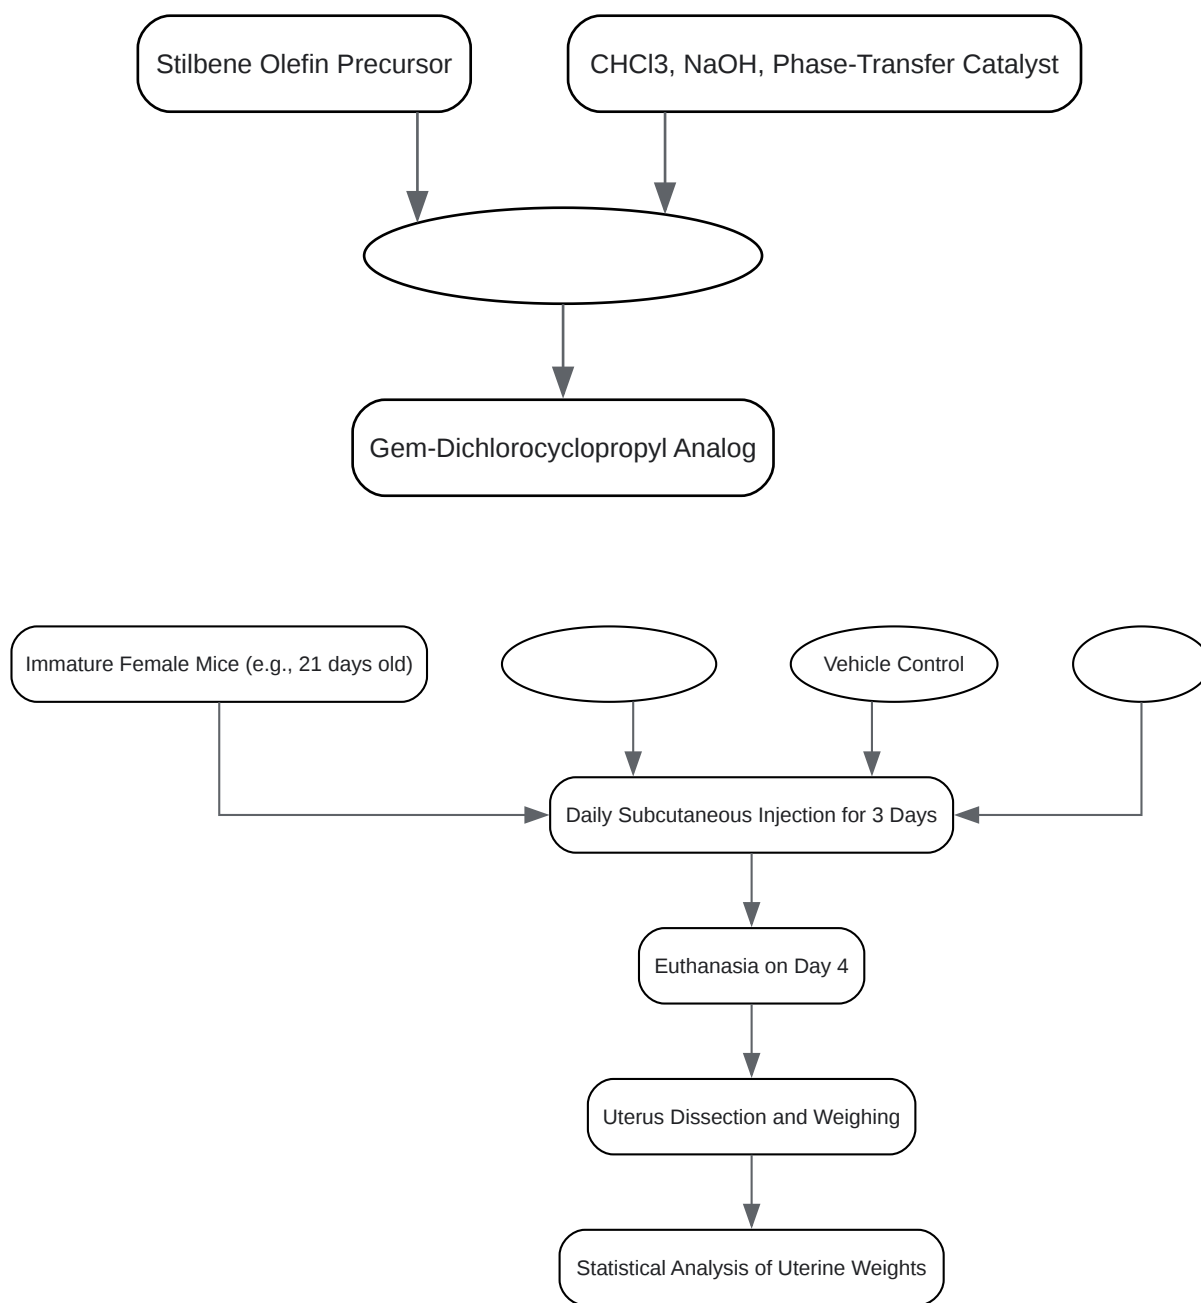 Stilbene Olefin Precursor
CHCl3, NaOH, Phase-Transfer Catalyst
Gem-Dichlorocyclopropyl Analog
Immature Female Mice (e.g., 21 days old)
Vehicle Control
Daily Subcutaneous Injection for 3 Days
Euthanasia on Day 4
Uterus Dissection and Weighing
Statistical Analysis of Uterine Weights